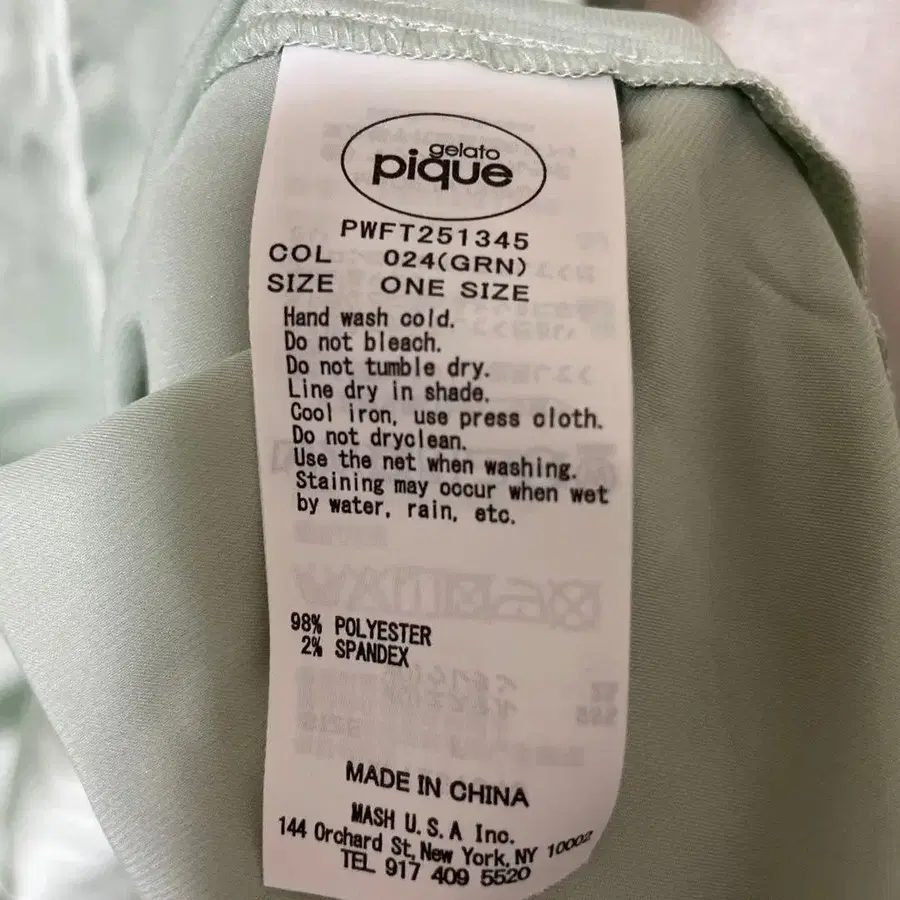 gelato
pique
PWFT251345
COL 024(GRN)
SIZE ONE SIZE
Hand wash cold.
Do not bleach.
Do not tumble dry.
Line dry in shade.
Cool iron, use press cloth.
Do not dryclean.
Use the net when washing.
Staining may occur when wet
by water, rain, etc.
98% POLYESTER
2% SPANDEX
MADE IN CHINA
MASH U.S.A Inc.
144 Orchard St, New York, NY 10002
TEL 917 409 5520